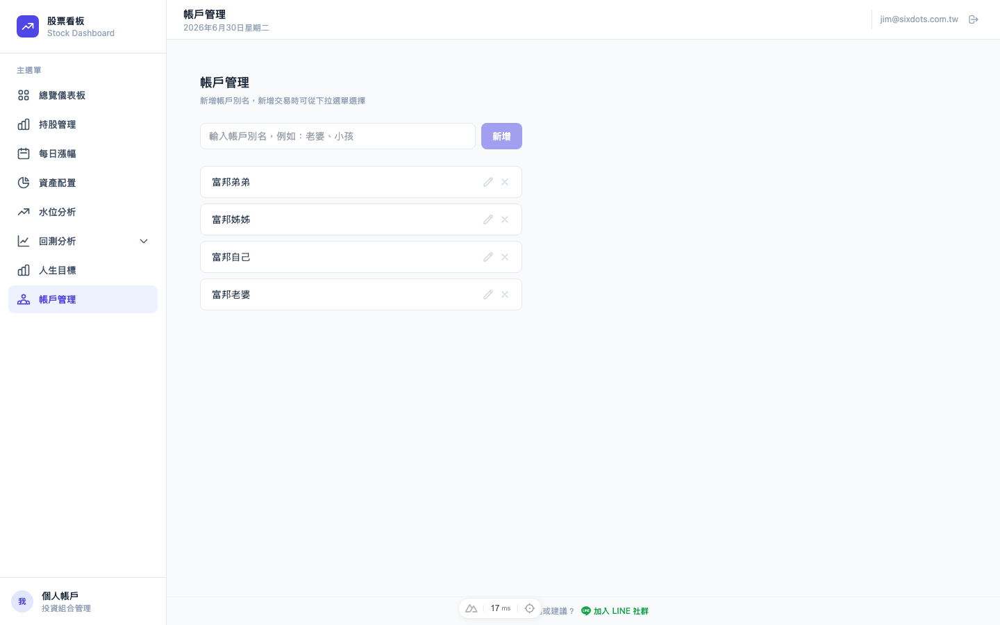 股票看板
Stock Dashboard
主選單
總覽儀表板
持股管理
每日漲幅
資產配置
水位分析
回測分析
人生目標
帳戶管理
我
個人帳戶
投資組合管理
帳戶管理
2026年6月30日星期二
jim@sixdots.com.tw
帳戶管理
新增帳戶別名，新增交易時可從下拉選單選擇
輸入帳戶別名，例如：老婆、小孩
新增
富邦弟弟
富邦姊姊
富邦自己
富邦老婆
17 ms
或建議？
LINE
加入 LINE 社群